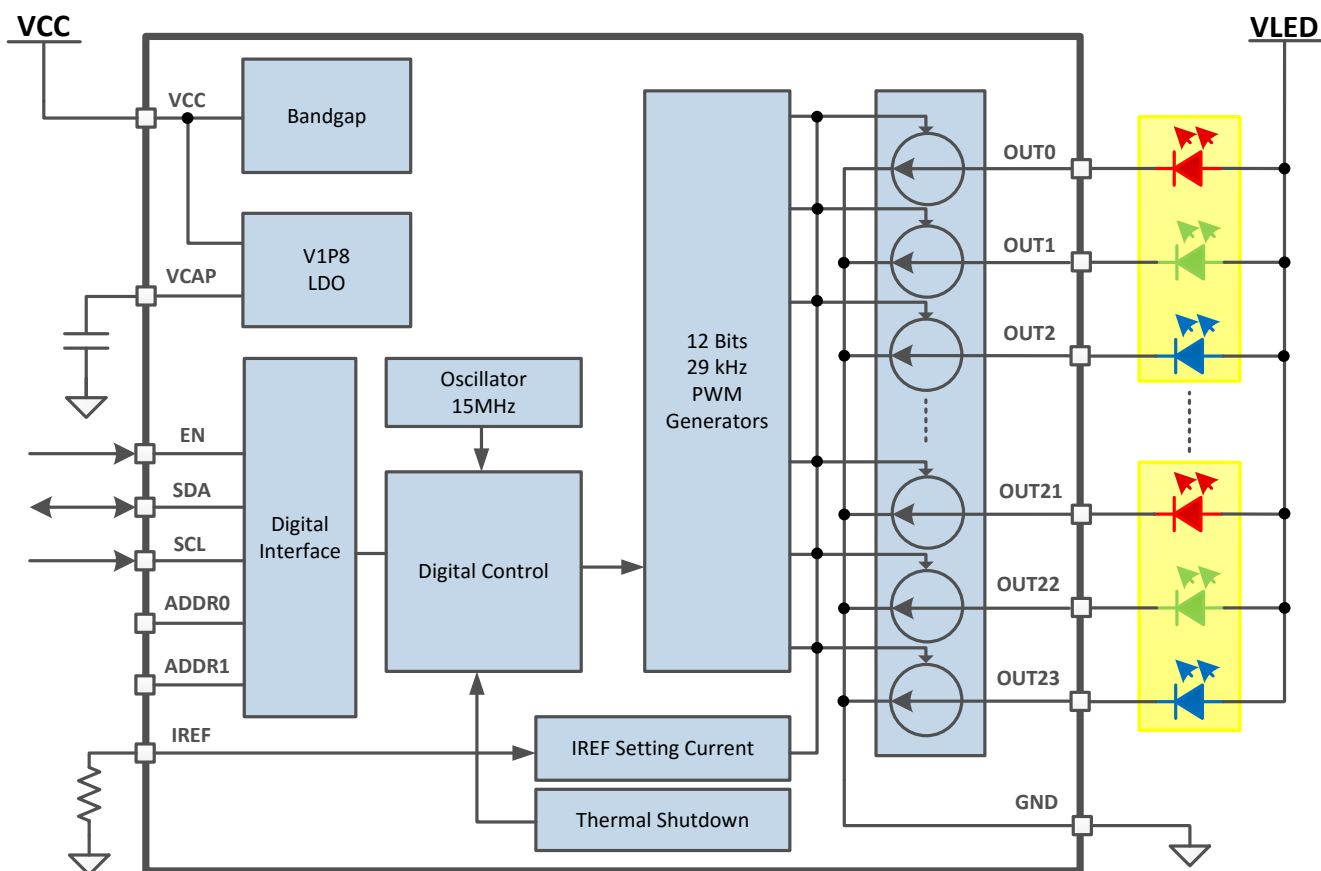 VCC
VLED
VCC
Bandgap
OUT0
V1P8
LDO
OUT1
VCAP
OUT2
12 Bits
29 kHz
PWM
Generators
Oscillator
15MHz
EN
SDA
SCL
ADDR0
ADDR1
Digital
Interface
Digital Control
OUT21
OUT22
OUT23
IREF
IREF Setting Current
Thermal Shutdown
GND